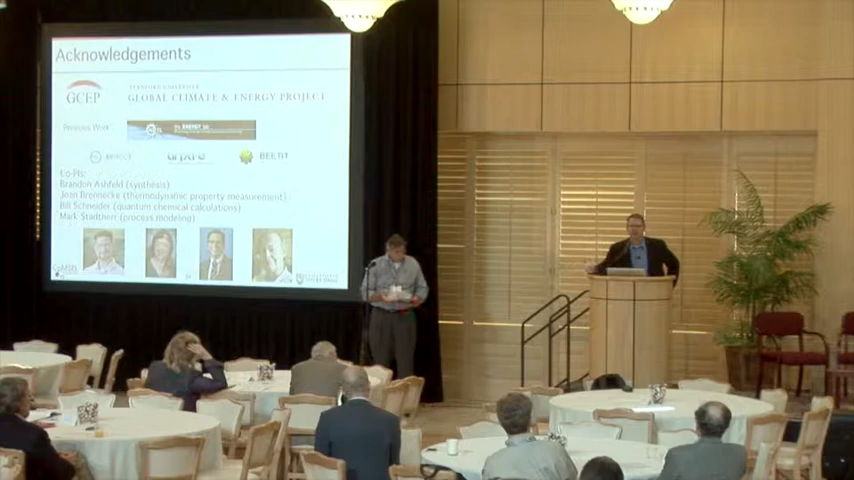 Acknowledgements
GCEP
STANFORD UNIVERSITY
GLOBAL CLIMATE & ENERGY PROJECT
Previous Work
BEETIT
Co-PIs:
Brandon Ashfeld (synthesis)
Joan Brennecke (thermodynamic property measurement)
Bill Schneider (quantum chemical calculations)
Mark Stadtherr (process modeling)